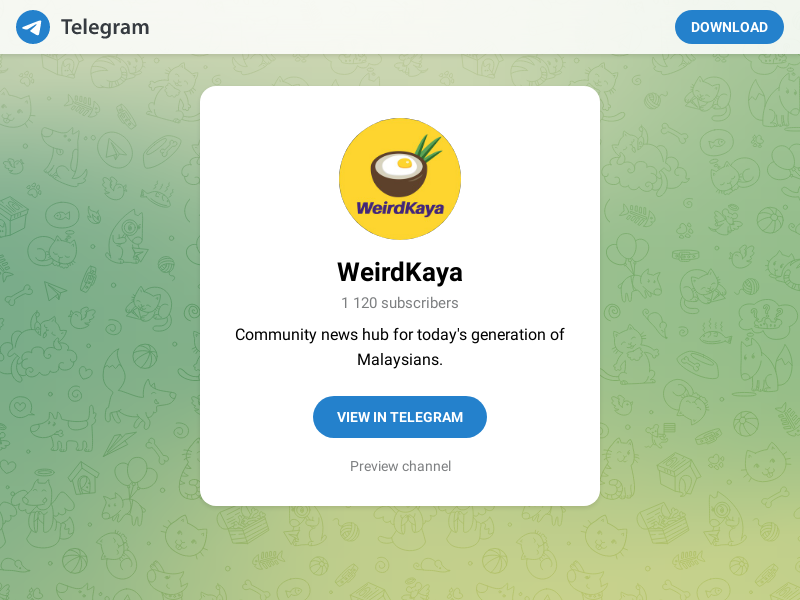 Telegram
DOWNLOAD
WeirdKaya
WeirdKaya
1 120 subscribers
Community news hub for today's generation of
Malaysians.
VIEW IN TELEGRAM
Preview channel